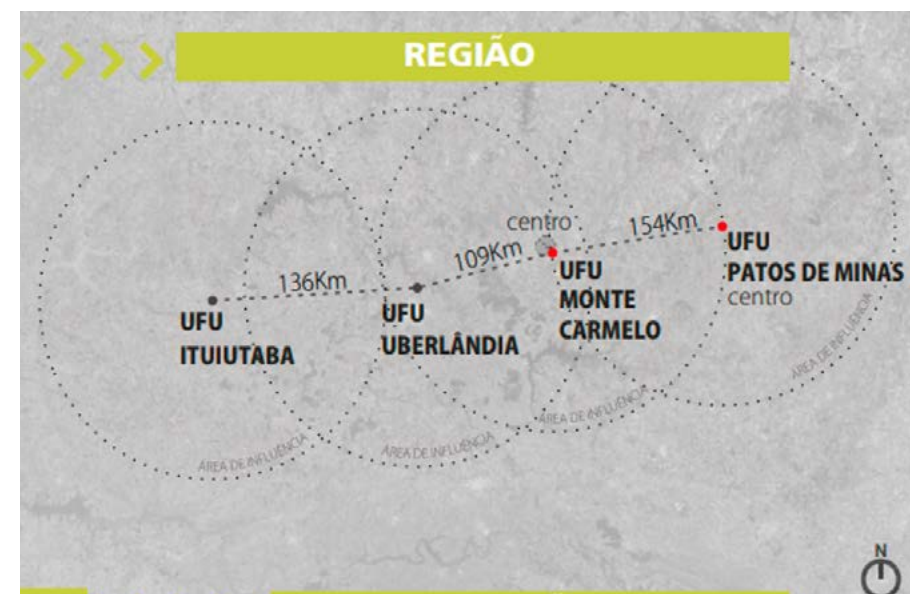 REGIÃO
centro
154Km
109Km
136Km
UFU
PATOS DE MINAS
centro
UFU
MONTE
CARMELO
UFU
UBERLÂNDIA
UFU
ITUIUTABA
ÁREA DE INFLUÊNCIA
ÁREA DE INFLUÊNCIA
ÁREA DE INFLUÊNCIA
ÁREA DE INFLUÊNCIA
N